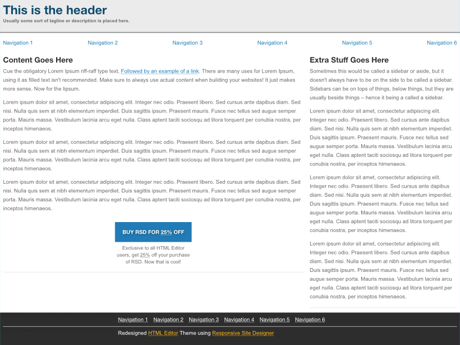 This is the header
Usually some sort of tagline or description is placed here.
Navigation 1 Navigation 2 Navigation 3 Navigation 4 Navigation 5 Navigation 6
Content Goes Here
Cue the obligatory Lorem Ipsum riff-raff type text. Followed by an example of a link. There are many uses for Lorem Ipsum,
using it as filled text isn't recommended. Make sure to always use actual content when building your websites! It just makes
more sense. Now for the lipsum.
Lorem ipsum dolor sit amet, consectetur adipiscing elit. Integer nec odio. Praesent libero. Sed cursus ante dapibus diam. Sed
nisi. Nulla quis sem at nibh elementum imperdiet. Duis sagittis ipsum. Praesent mauris. Fusce nec tellus sed augue semper
porta. Mauris massa. Vestibulum lacinia arcu eget nulla. Class aptent taciti sociosqu ad litora torquent per conubia nostra, per
inceptos himenaeos.
Lorem ipsum dolor sit amet, consectetur adipiscing elit. Integer nec odio. Praesent libero. Sed cursus ante dapibus diam. Sed
nisi. Nulla quis sem at nibh elementum imperdiet. Duis sagittis ipsum. Praesent mauris. Fusce nec tellus sed augue semper
porta. Mauris massa. Vestibulum lacinia arcu eget nulla. Class aptent taciti sociosqu ad litora torquent per conubia nostra, per
inceptos himenaeos.
Lorem ipsum dolor sit amet, consectetur adipiscing elit. Integer nec odio. Praesent libero. Sed cursus ante dapibus diam. Sed
nisi. Nulla quis sem at nibh elementum imperdiet. Duis sagittis ipsum. Praesent mauris. Fusce nec tellus sed augue semper
porta. Mauris massa. Vestibulum lacinia arcu eget nulla. Class aptent taciti sociosqu ad litora torquent per conubia nostra, per
inceptos himenaeos.
BUY RSD FOR 25% OFF
Exclusive to all HTML Editor
users, get 25% off your purchase
of RSD. Now that is cool!
Extra Stuff Goes Here
Sometimes this would be called a sidebar or aside, but it
doesn't always have to be on the side to be called a sidebar.
Sidebars can be on tops of things, below things, but they are
usually beside things – hence it being a called a sidebar.
Lorem ipsum dolor sit amet, consectetur adipiscing elit.
Integer nec odio. Praesent libero. Sed cursus ante dapibus
diam. Sed nisi. Nulla quis sem at nibh elementum imperdiet.
Duis sagittis ipsum. Praesent mauris. Fusce nec tellus sed
augue semper porta. Mauris massa. Vestibulum lacinia arcu
eget nulla. Class aptent taciti sociosqu ad litora torquent per
conubia nostra, per inceptos himenaeos.
Lorem ipsum dolor sit amet, consectetur adipiscing elit.
Integer nec odio. Praesent libero. Sed cursus ante dapibus
diam. Sed nisi. Nulla quis sem at nibh elementum imperdiet.
Duis sagittis ipsum. Praesent mauris. Fusce nec tellus sed
augue semper porta. Mauris massa. Vestibulum lacinia arcu
eget nulla. Class aptent taciti sociosqu ad litora torquent per
conubia nostra, per inceptos himenaeos.
Lorem ipsum dolor sit amet, consectetur adipiscing elit.
Integer nec odio. Praesent libero. Sed cursus ante dapibus
diam. Sed nisi. Nulla quis sem at nibh elementum imperdiet.
Duis sagittis ipsum. Praesent mauris. Fusce nec tellus sed
augue semper porta. Mauris massa. Vestibulum lacinia arcu
eget nulla. Class aptent taciti sociosqu ad litora torquent per
conubia nostra, per inceptos himenaeos.
Navigation 1 Navigation 2 Navigation 3 Navigation 4 Navigation 5 Navigation 6
Redesigned HTML Editor Theme using Responsive Site Designer